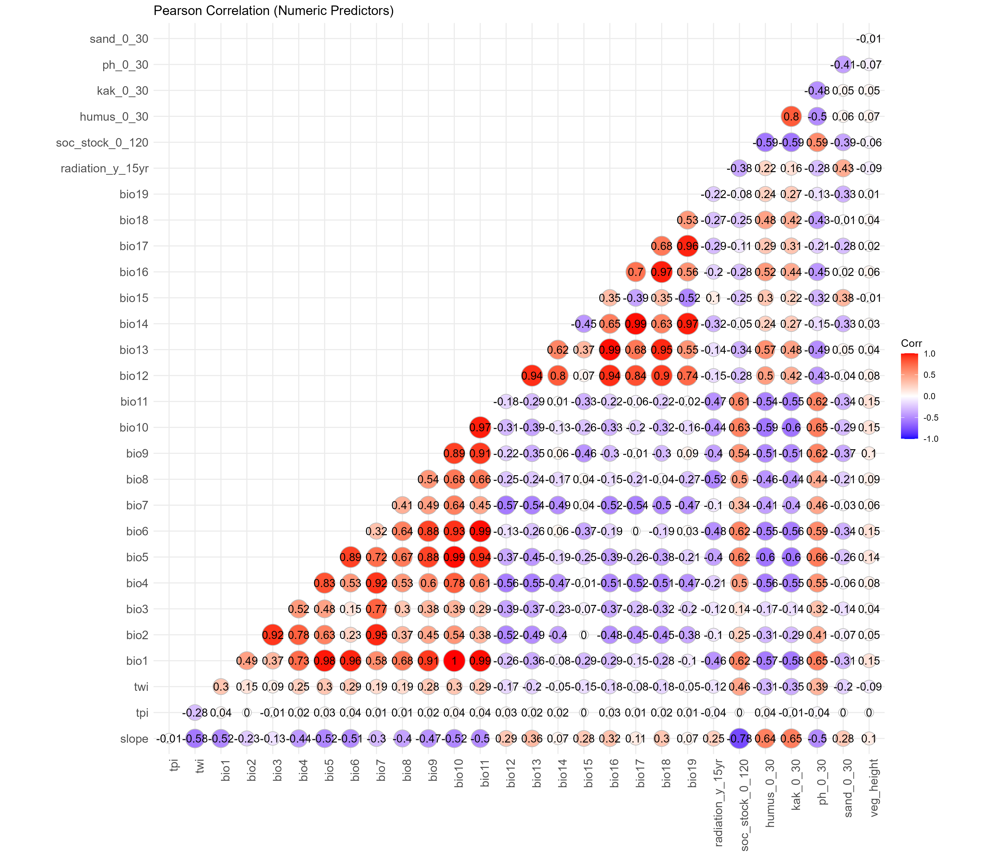 Pearson Correlation (Numeric Predictors)
sand_0_30 -0.01
ph_0_30 -0.41 -0.07
kak_0_30 -0.48 0.05 0.05
humus_0_30 0.8 -0.5 0.06 0.07
soc_stock_0_120 -0.59 -0.59 0.59 -0.39 -0.06
radiation_y_15yr -0.38 0.22 0.16 -0.28 0.43 -0.09
bio19 -0.22 -0.08 0.24 0.27 -0.13 -0.33 0.01
bio18 0.53 -0.27 -0.25 0.48 0.42 -0.43 -0.01 0.04
bio17 0.68 0.96 -0.29 -0.11 0.29 0.31 -0.21 -0.28 0.02
bio16 0.7 0.97 0.56 -0.2 -0.28 0.52 0.44 -0.45 0.02 0.06
bio15 0.35 -0.39 0.35 -0.52 0.1 -0.25 0.3 0.22 -0.32 0.38 -0.01
bio14 -0.45 0.65 0.99 0.63 0.97 -0.32 -0.05 0.24 0.27 -0.15 -0.33 0.03
bio13 0.62 0.37 0.99 0.68 0.95 0.55 -0.14 -0.34 0.57 0.48 -0.49 0.05 0.04
bio12 0.94 0.8 0.07 0.94 0.84 0.9 0.74 -0.15 -0.28 0.5 0.42 -0.43 -0.04 0.08
bio11 -0.18 -0.29 0.01 -0.33 -0.22 -0.06 -0.22 -0.02 -0.47 0.61 -0.54 -0.55 0.62 -0.34 0.15
bio10 0.97 -0.31 -0.39 -0.13 -0.26 -0.33 -0.2 -0.32 -0.16 -0.44 0.63 -0.59 -0.6 0.65 -0.29 0.15
bio9 0.89 0.91 -0.22 -0.35 0.06 -0.46 -0.3 -0.01 -0.3 0.09 -0.4 0.54 -0.51 -0.51 0.62 -0.37 0.1
bio8 0.54 0.68 0.66 -0.25 -0.24 -0.17 0.04 -0.15 -0.21 -0.04 -0.27 -0.52 0.5 -0.46 -0.44 0.44 -0.21 0.09
bio7 0.41 0.49 0.64 0.45 -0.57 -0.54 -0.49 0.04 -0.52 -0.54 -0.5 -0.47 -0.1 0.34 -0.41 -0.4 0.46 -0.03 0.06
bio6 0.32 0.64 0.88 0.93 0.99 -0.13 -0.26 0.06 -0.37 -0.19 0 -0.19 0.03 -0.48 0.62 -0.55 -0.56 0.59 -0.34 0.15
bio5 0.89 0.72 0.67 0.88 0.99 0.94 -0.37 -0.45 -0.19 -0.25 -0.39 -0.26 -0.38 -0.21 -0.4 0.62 -0.6 -0.6 0.66 -0.26 0.14
bio4 0.83 0.53 0.92 0.53 0.6 0.78 0.61 -0.56 -0.55 -0.47 -0.01 -0.51 -0.52 -0.51 -0.47 -0.21 0.5 -0.56 -0.55 0.55 -0.06 0.08
bio3 0.52 0.48 0.15 0.77 0.3 0.38 0.39 0.29 -0.39 -0.37 -0.23 -0.07 -0.37 -0.28 -0.32 -0.2 -0.12 0.14 -0.17 -0.14 0.32 -0.14 0.04
bio2 0.92 0.78 0.63 0.23 0.95 0.37 0.45 0.54 0.38 -0.52 -0.49 -0.4 0 -0.48 -0.45 -0.45 -0.38 -0.1 0.25 -0.31 -0.29 0.41 -0.07 0.05
bio1 0.49 0.37 0.73 0.98 0.96 0.58 0.68 0.91 1 0.99 -0.26 -0.36 -0.08 -0.29 -0.29 -0.15 -0.28 -0.1 -0.46 0.62 -0.57 -0.58 0.65 -0.31 0.15
twi 0.3 0.15 0.09 0.25 0.3 0.29 0.19 0.19 0.28 0.3 0.29 -0.17 -0.2 -0.05 -0.15 -0.18 -0.08 -0.18 -0.05 -0.12 0.46 -0.31 -0.35 0.39 -0.2 -0.09
tpi -0.28 0.04 0 -0.01 0.02 0.03 0.04 0.01 0.01 0.02 0.04 0.04 0.03 0.02 0.02 0 0.03 0.01 0.02 0.01 -0.04 0 0.04 -0.01 -0.04 0 0
slope -0.01 -0.58 -0.52 -0.23 -0.13 -0.44 -0.52 -0.51 -0.3 -0.4 -0.47 -0.52 -0.5 0.29 0.36 0.07 0.28 0.32 0.11 0.3 0.07 0.25 -0.78 0.64 0.65 -0.5 0.28 0.1
tpi twi bio1 bio2 bio3 bio4 bio5 bio6 bio7 bio8 bio9 bio10 bio11 bio12 bio13 bio14 bio15 bio16 bio17 bio18 bio19 radiation_y_15yr soc_stock_0_120 humus_0_30 kak_0_30 ph_0_30 sand_0_30 veg_height
Corr
1.0
0.5
0.0
-0.5
-1.0